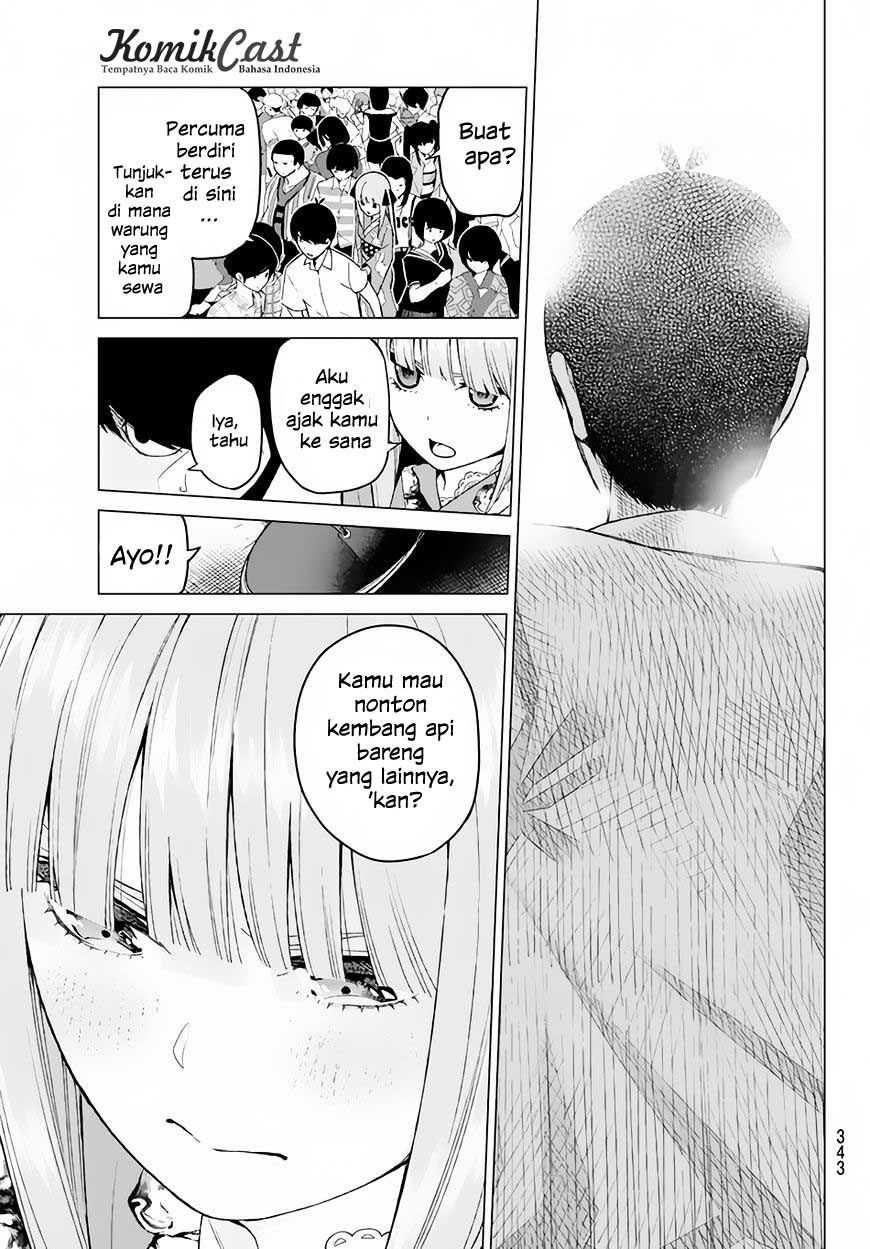 KomikCast
Tempatnya Baca Komik Bahasa Indonesia
Buat
apa?
Percuma
berdiri
terus
di sini
...
Tunjuk-
kan
di mana
warung
yang
kamu
sewa
Aku
enggak
ajak kamu
ke sana
Iya,
tahu
Ayo!!
Kamu mau
nonton
kembang api
bareng
yang lainnya,
'kan?
343